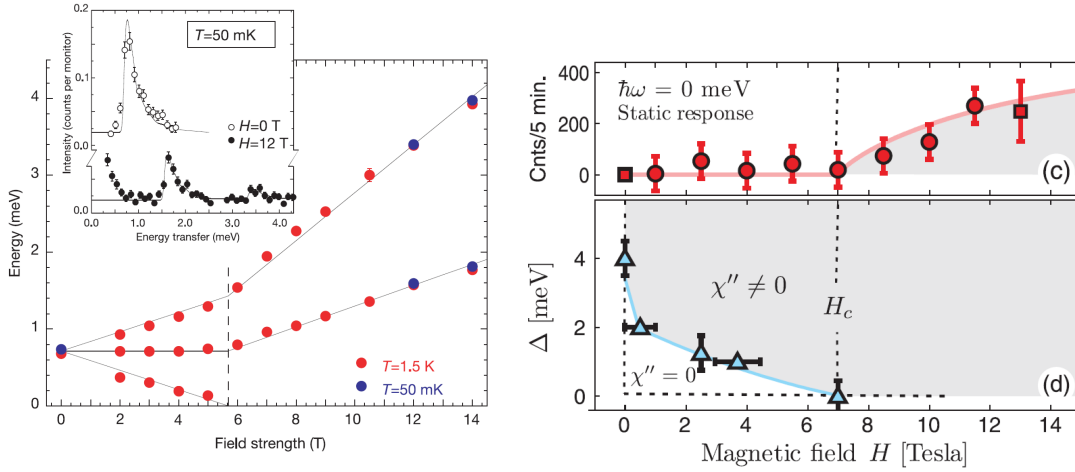 T=50 mK
Intensity (counts per monitor)
0.2
0.1
0.0
H=0 T
H=12 T
0.0 1.0 2.0 3.0 4.0
Energy transfer (meV)
Energy (meV)
4
3
2
1
0
T=1.5 K
T=50 mK
0 2 4 6 8 10 12 14
Field strength (T)
Cnts/5 min.
400
200
0
ℏω = 0 meV
Static response
(c)
Δ [meV]
4
2
0
χ″ ≠ 0
H_c
χ″ = 0
(d)
0 2 4 6 8 10 12 14
Magnetic field H [Tesla]